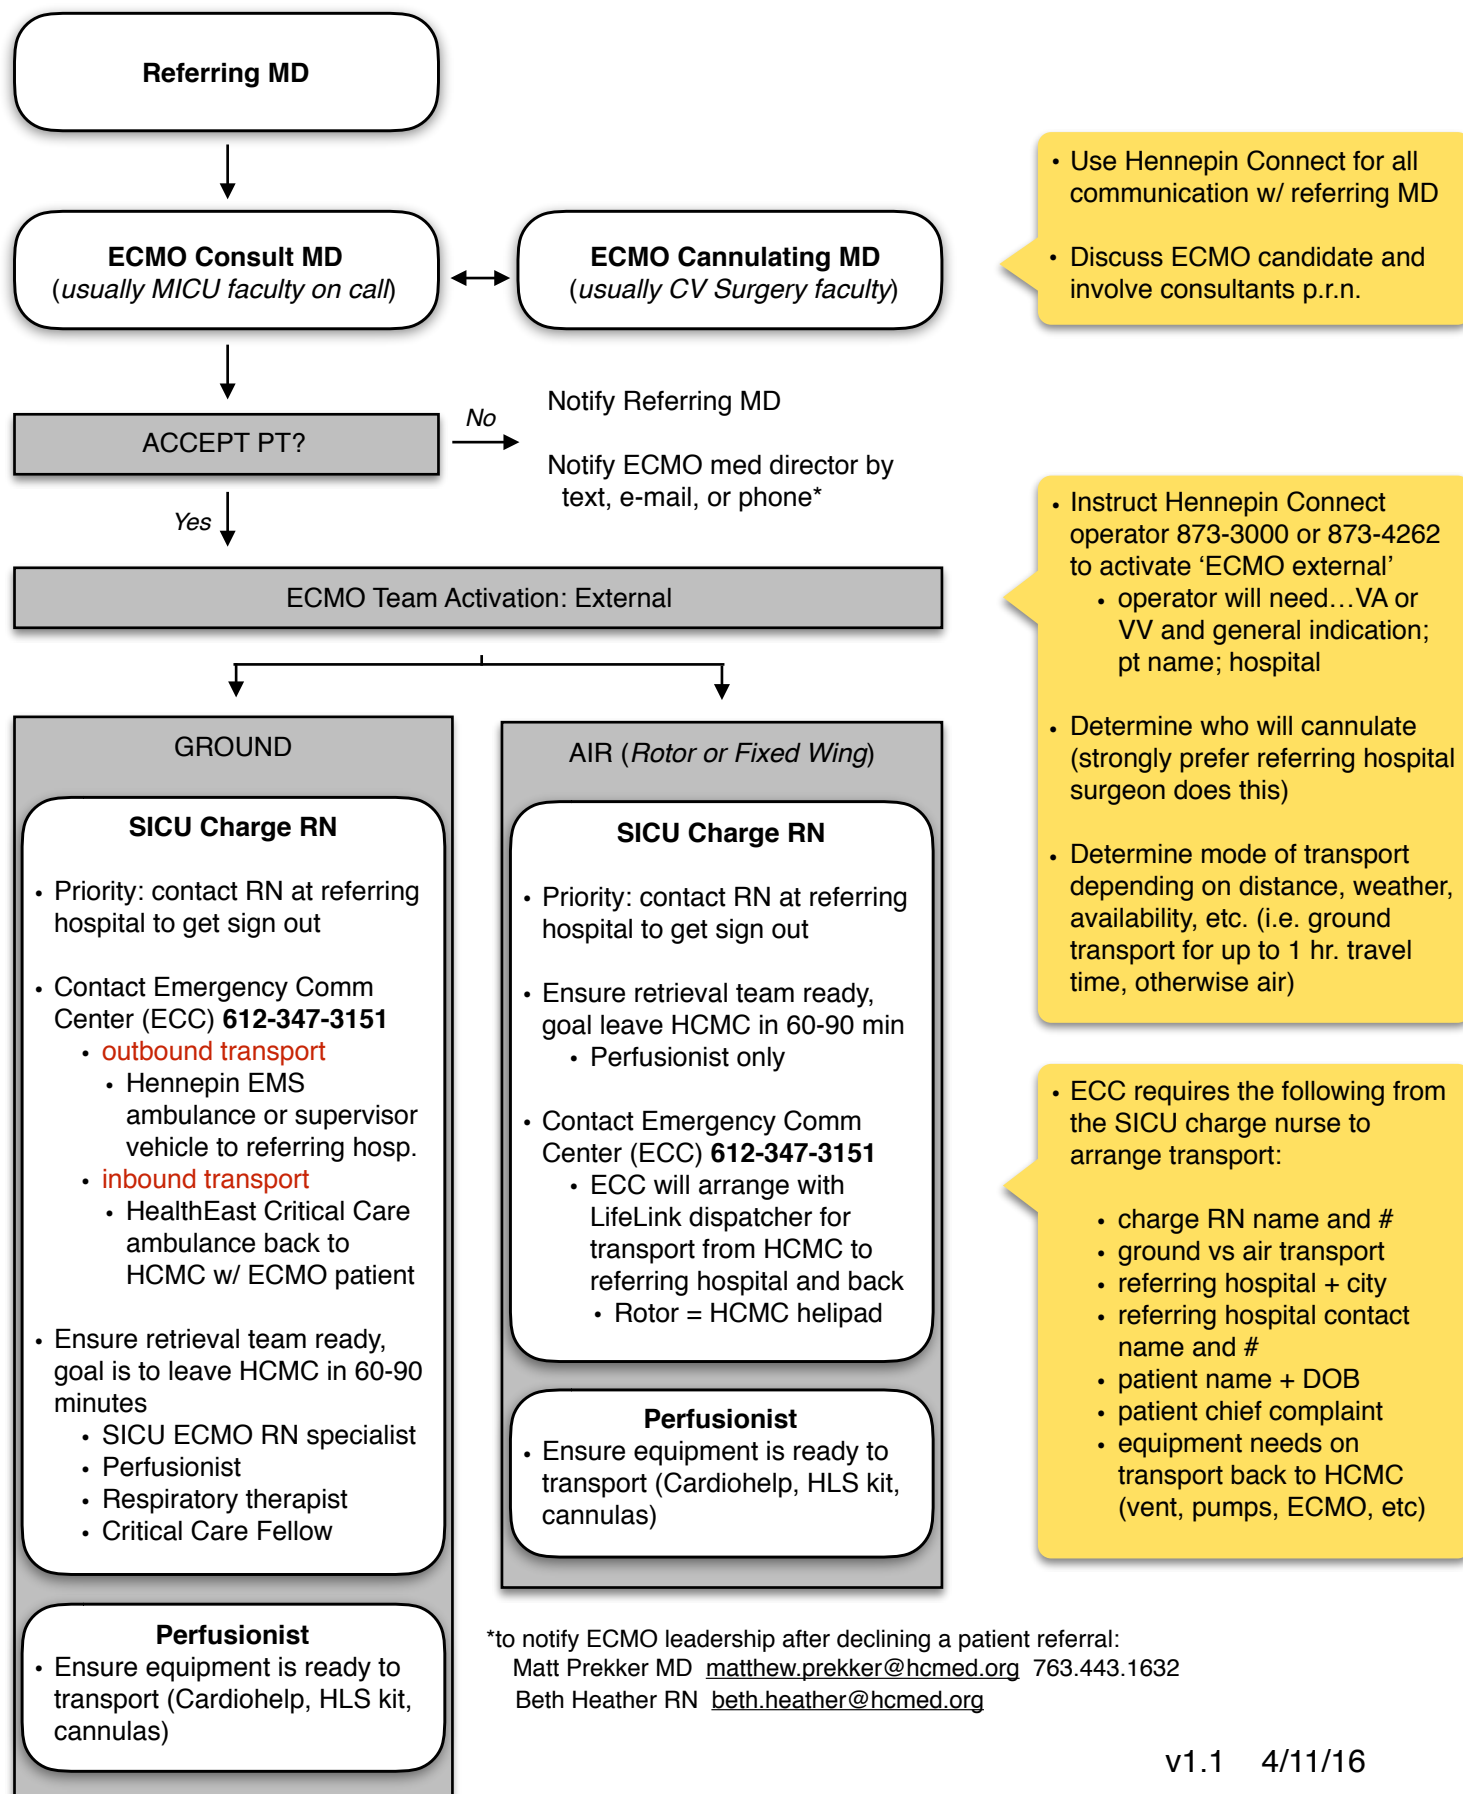 Referring MD
ECMO Consult MD
(usually MICU faculty on call)
ECMO Cannulating MD
(usually CV Surgery faculty)
• Use Hennepin Connect for all
communication w/ referring MD
• Discuss ECMO candidate and
involve consultants p.r.n.
ACCEPT PT?
No
Notify Referring MD
Notify ECMO med director by
text, e-mail, or phone*
Yes
ECMO Team Activation: External
• Instruct Hennepin Connect
operator 873-3000 or 873-4262
to activate ‘ECMO external’
• operator will need…VA or
VV and general indication;
pt name; hospital
• Determine who will cannulate
(strongly prefer referring hospital
surgeon does this)
• Determine mode of transport
depending on distance, weather,
availability, etc. (i.e. ground
transport for up to 1 hr. travel
time, otherwise air)
GROUND
SICU Charge RN
• Priority: contact RN at referring
hospital to get sign out
• Contact Emergency Comm
Center (ECC) 612-347-3151
• outbound transport
• Hennepin EMS
ambulance or supervisor
vehicle to referring hosp.
• inbound transport
• HealthEast Critical Care
ambulance back to
HCMC w/ ECMO patient
• Ensure retrieval team ready,
goal is to leave HCMC in 60-90
minutes
• SICU ECMO RN specialist
• Perfusionist
• Respiratory therapist
• Critical Care Fellow
Perfusionist
• Ensure equipment is ready to
transport (Cardiohelp, HLS kit,
cannulas)
AIR (Rotor or Fixed Wing)
SICU Charge RN
• Priority: contact RN at referring
hospital to get sign out
• Ensure retrieval team ready,
goal leave HCMC in 60-90 min
• Perfusionist only
• Contact Emergency Comm
Center (ECC) 612-347-3151
• ECC will arrange with
LifeLink dispatcher for
transport from HCMC to
referring hospital and back
• Rotor = HCMC helipad
Perfusionist
• Ensure equipment is ready to
transport (Cardiohelp, HLS kit,
cannulas)
• ECC requires the following from
the SICU charge nurse to
arrange transport:
• charge RN name and #
• ground vs air transport
• referring hospital + city
• referring hospital contact
name and #
• patient name + DOB
• patient chief complaint
• equipment needs on
transport back to HCMC
(vent, pumps, ECMO, etc)
*to notify ECMO leadership after declining a patient referral:
Matt Prekker MD matthew.prekker@hcmed.org 763.443.1632
Beth Heather RN beth.heather@hcmed.org
v1.1 4/11/16